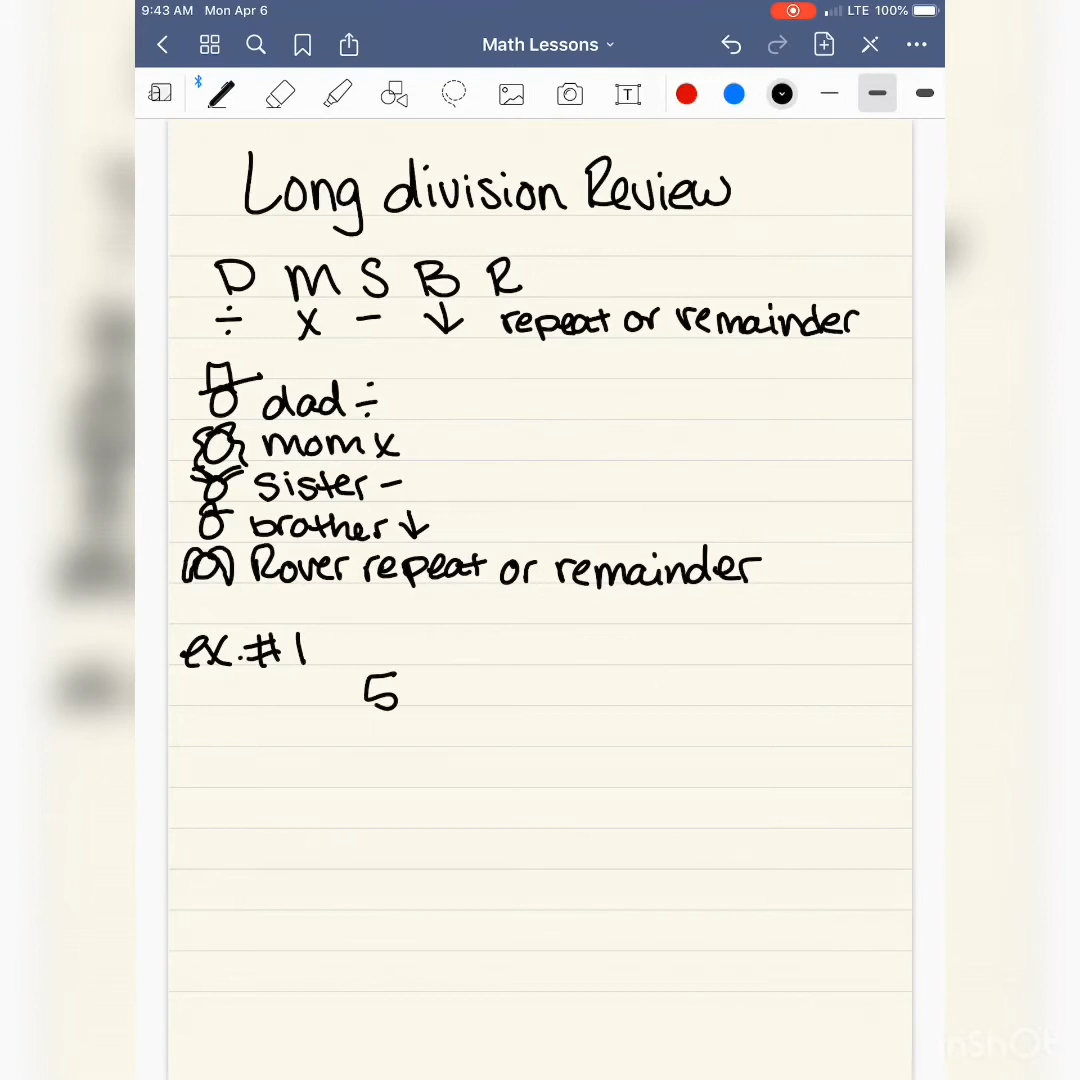 9:43 AM Mon Apr 6 LTE 100%
Math Lessons
T
Long division Review
D M S B R
÷ x − ↓ repeat or remainder
dad ÷
mom x
sister −
brother ↓
Rover repeat or remainder
ex. #1
5